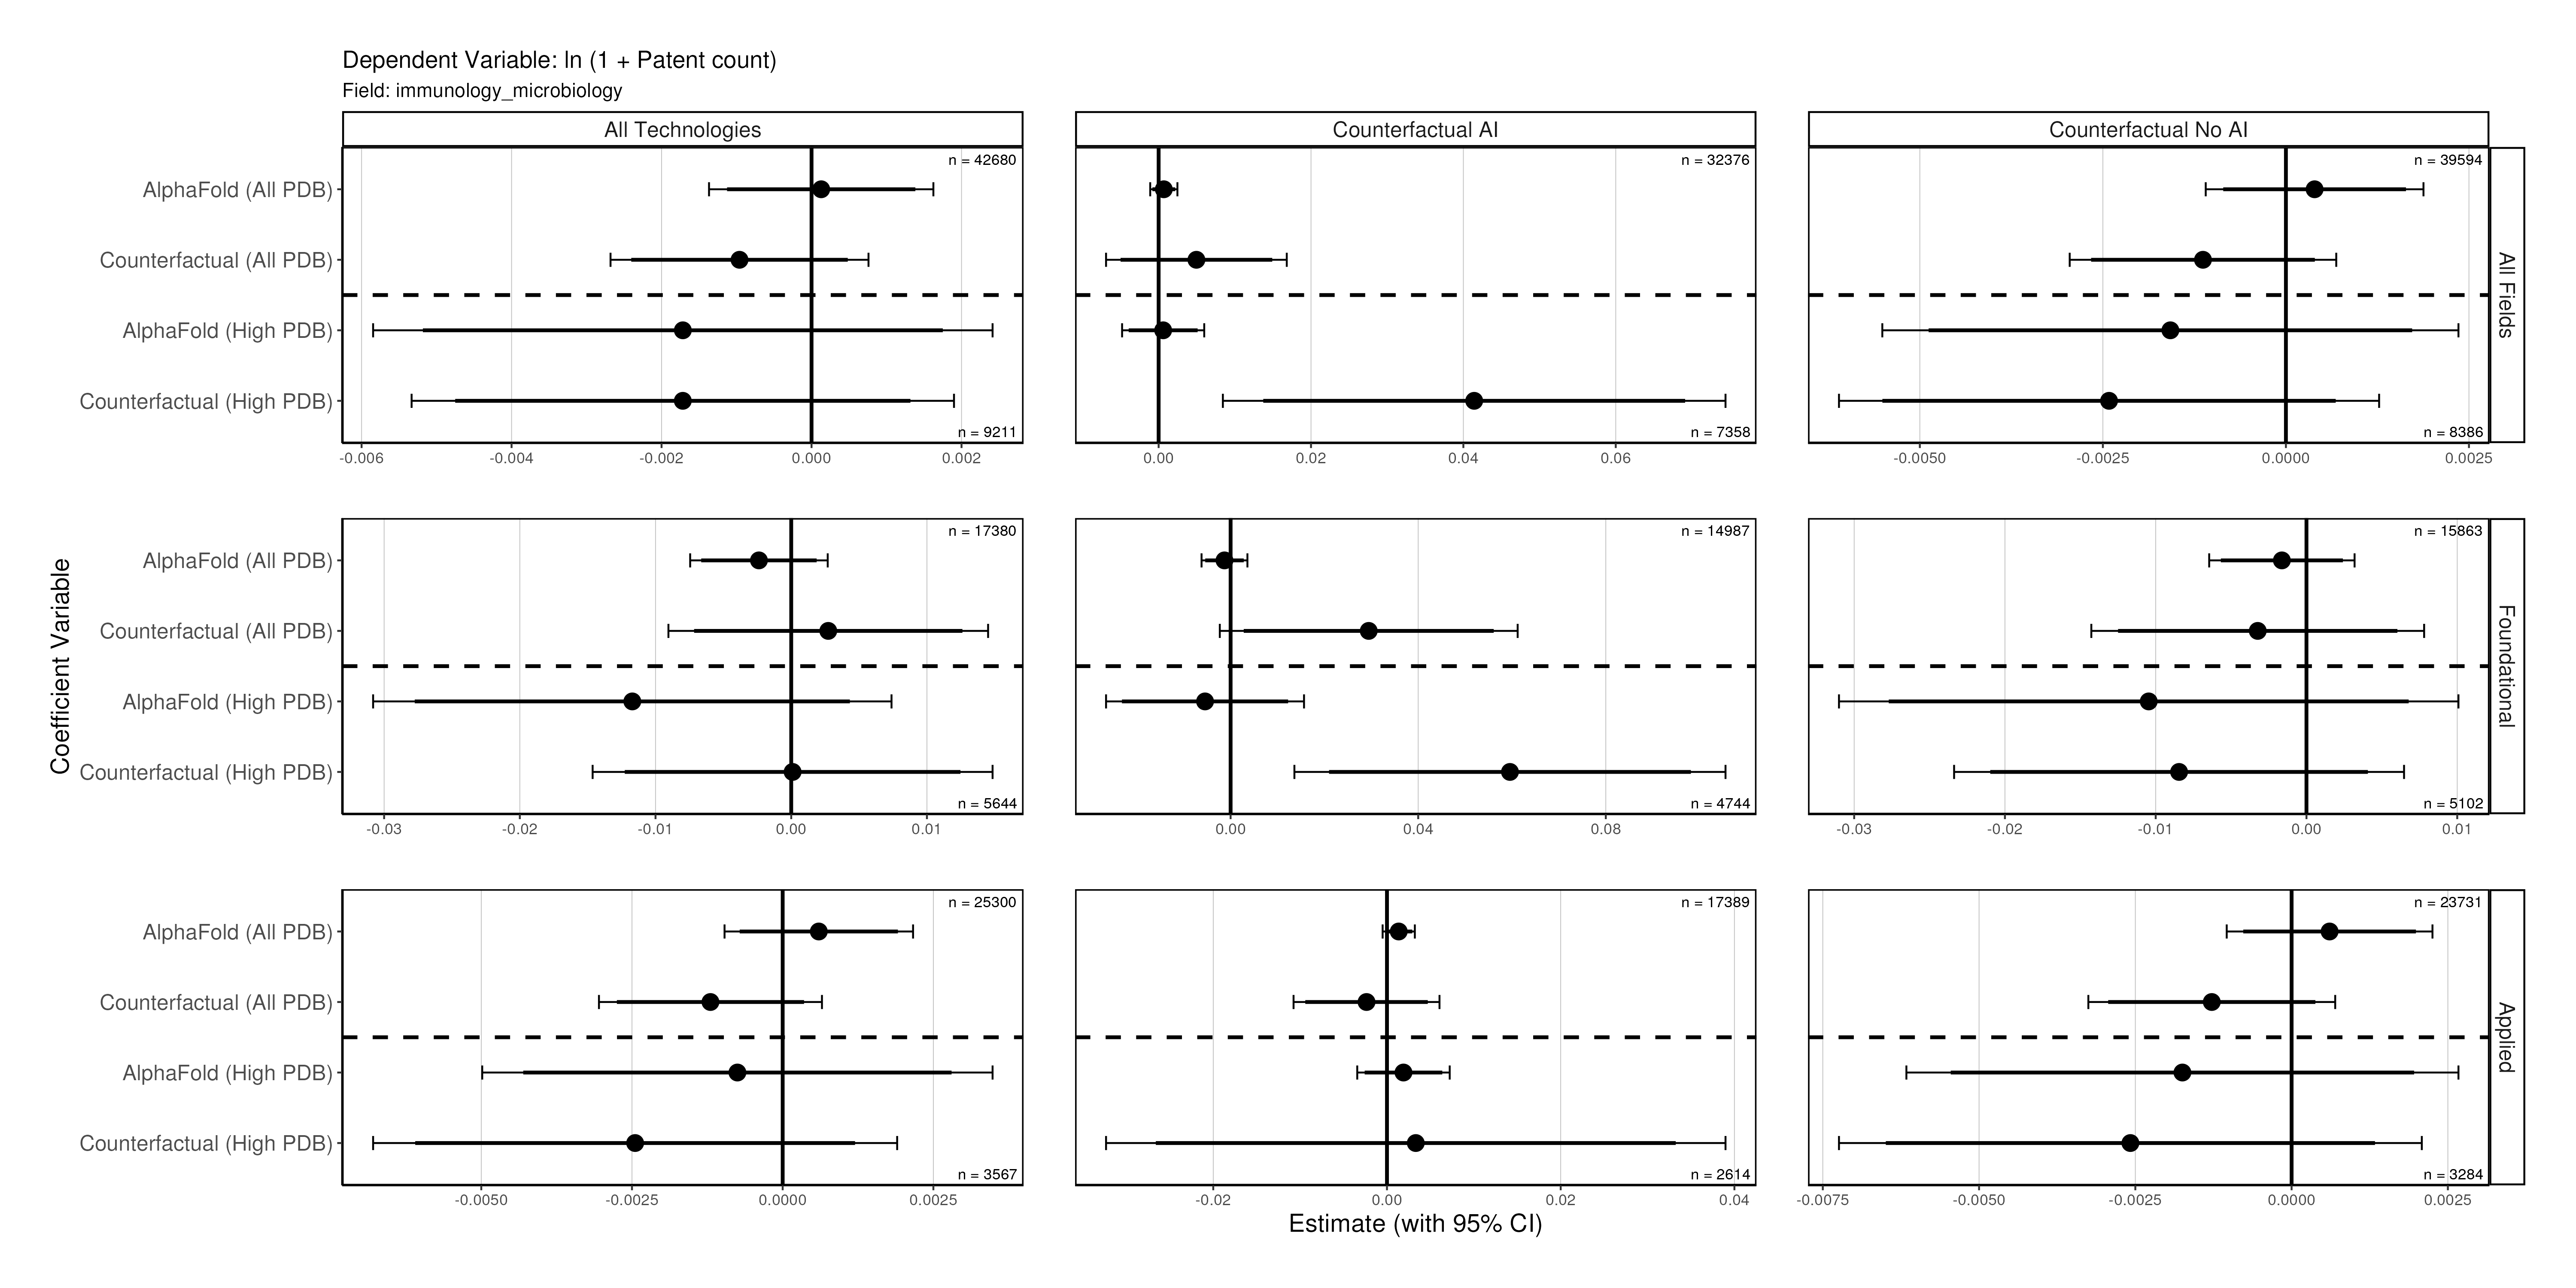 Dependent Variable: ln (1 + Patent count)
Field: immunology_microbiology
All Technologies
Counterfactual AI
Counterfactual No AI
Coefficient Variable
AlphaFold (All PDB)
Counterfactual (All PDB)
AlphaFold (High PDB)
Counterfactual (High PDB)
n = 42680
n = 9211
-0.006 -0.004 -0.002 0.000 0.002
n = 32376
n = 7358
0.00 0.02 0.04 0.06
n = 39594
n = 8386
-0.0050 -0.0025 0.0000 0.0025
All Fields
AlphaFold (All PDB)
Counterfactual (All PDB)
AlphaFold (High PDB)
Counterfactual (High PDB)
n = 17380
n = 5644
-0.03 -0.02 -0.01 0.00 0.01
n = 14987
n = 4744
0.00 0.04 0.08
n = 15863
n = 5102
-0.03 -0.02 -0.01 0.00 0.01
Foundational
AlphaFold (All PDB)
Counterfactual (All PDB)
AlphaFold (High PDB)
Counterfactual (High PDB)
n = 25300
n = 3567
-0.0050 -0.0025 0.0000 0.0025
n = 17389
n = 2614
-0.02 0.00 0.02 0.04
n = 23731
n = 3284
-0.0075 -0.0050 -0.0025 0.0000 0.0025
Applied
Estimate (with 95% CI)